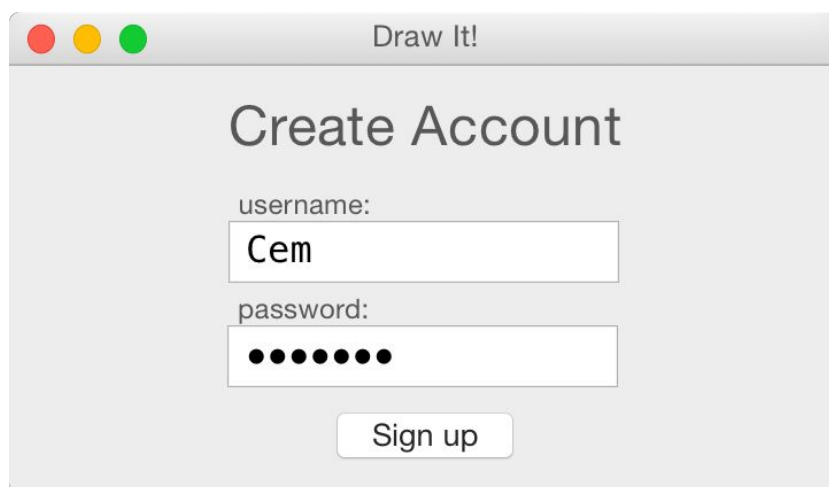 Draw It!
Create Account
username:
Cem
password:
●●●●●●●
Sign up